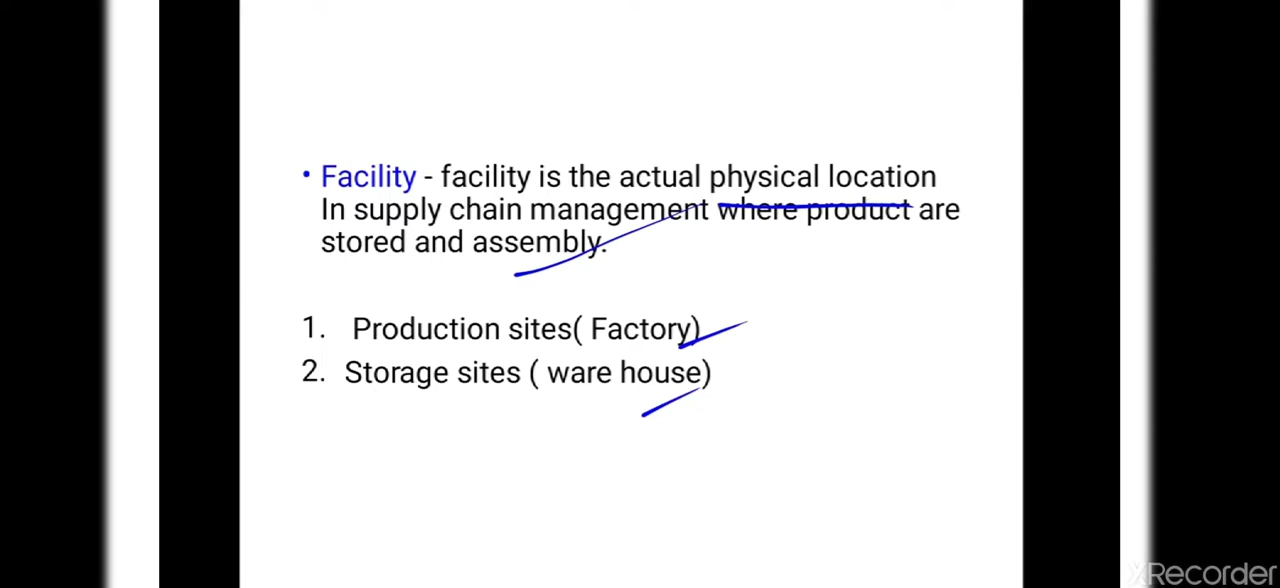 • Facility - facility is the actual physical location
In supply chain management where product are
stored and assembly.
1. Production sites( Factory)
2. Storage sites ( ware house)
XRecorder